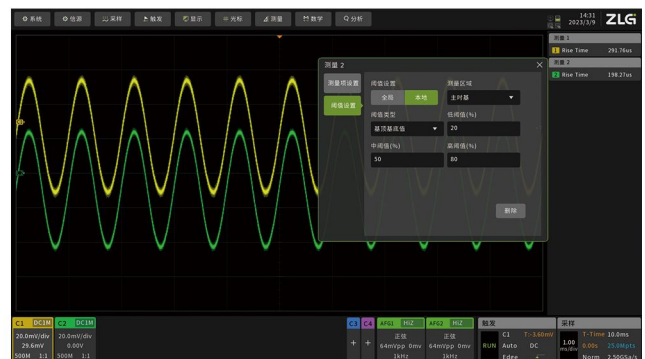 系统 信源 采样 触发 显示 光标 测量 数学 分析
14:31
2023/3/9
ZLG
测量 1
1 Rise Time 291.76us
测量 2
2 Rise Time 198.27us
测量 2
测量项设置
阈值设置
阈值设置 测量区域
全局 本地 主时基
阈值类型 低阈值(%)
基顶基底值 20
中阈值(%) 高阈值(%)
50 80
删除
C1 DC1M C2 DC1M C3 C4 AFG1 HiZ AFG2 HiZ 触发 采样
20.0mV/div 20.0mV/div 正弦 正弦 C1 T:-3.60mV T-Time 10.0ms
29.6mV 0.00V + + 64mVpp 0mv 64mVpp 0mv RUN Auto DC 1.00 ms/div 0.00s 25.0Mpts
500M 1:1 500M 1:1 1kHz 1kHz Edge Norm 2.50GSa/s